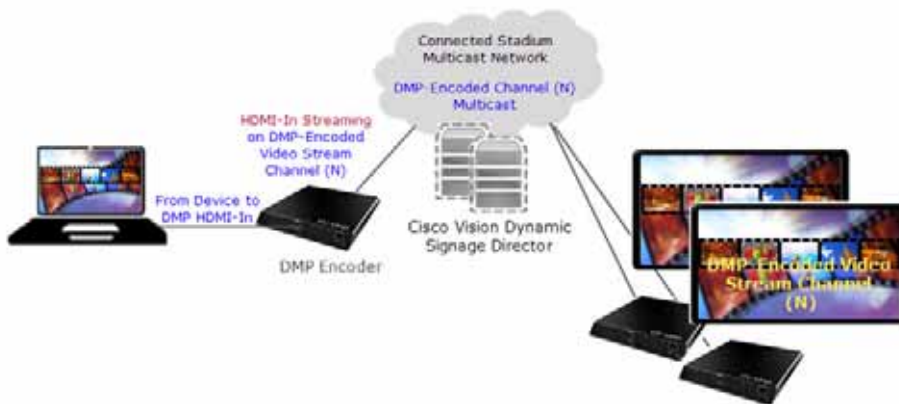 Connected Stadium
Multicast Network
DMP-Encoded Channel (N)
Multicast
HDMI-In Streaming
on DMP-Encoded
Video Stream
Channel (N)
From Device to
DMP HDMI-In
DMP Encoder
Cisco Vision Dynamic
Signage Director
DMP-Encoded Video
Stream Channel
(N)